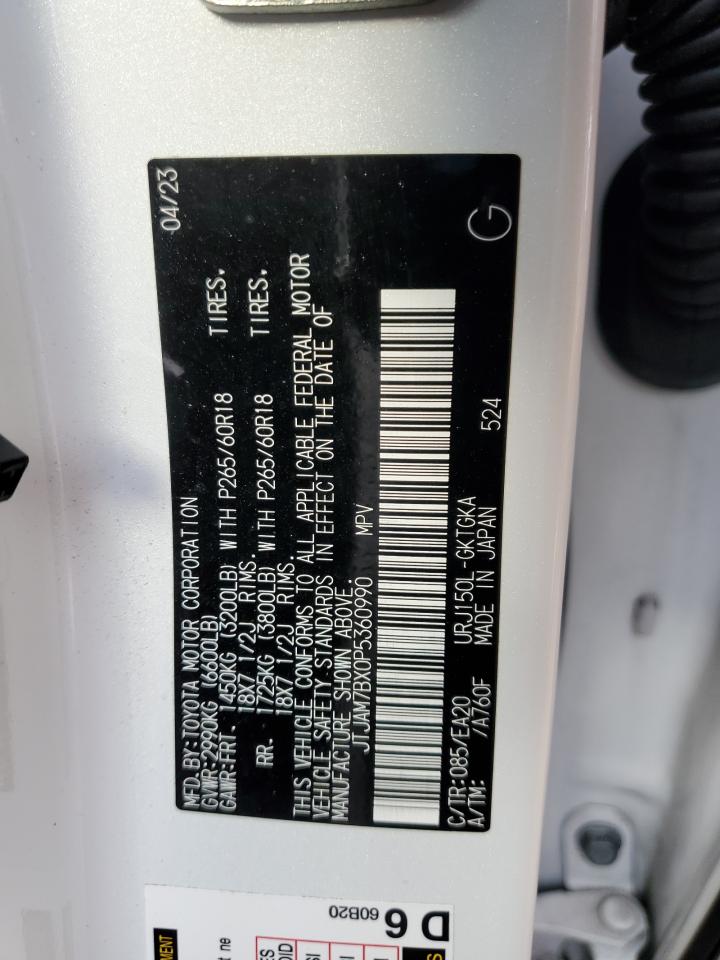 MFD.BY:TOYOTA MOTOR CORPORATION 04/23
GVWR:2990KG (6600LB)
GAWR:FRT. 1450KG (3200LB) WITH P265/60R18 TIRES.
18X7 1/2J RIMS.
RR. 1725KG (3800LB) WITH P265/60R18 TIRES.
18X7 1/2J RIMS.
THIS VEHICLE CONFORMS TO ALL APPLICABLE FEDERAL MOTOR
VEHICLE SAFETY STANDARDS IN EFFECT ON THE DATE OF
MANUFACTURE SHOWN ABOVE.
JTJAM7BX0P5360990 MPV
C/TR:085/EA20 URJ150L-GKTGKA 524
A/TM: /A760F MADE IN JAPAN
G
D 6
60B20